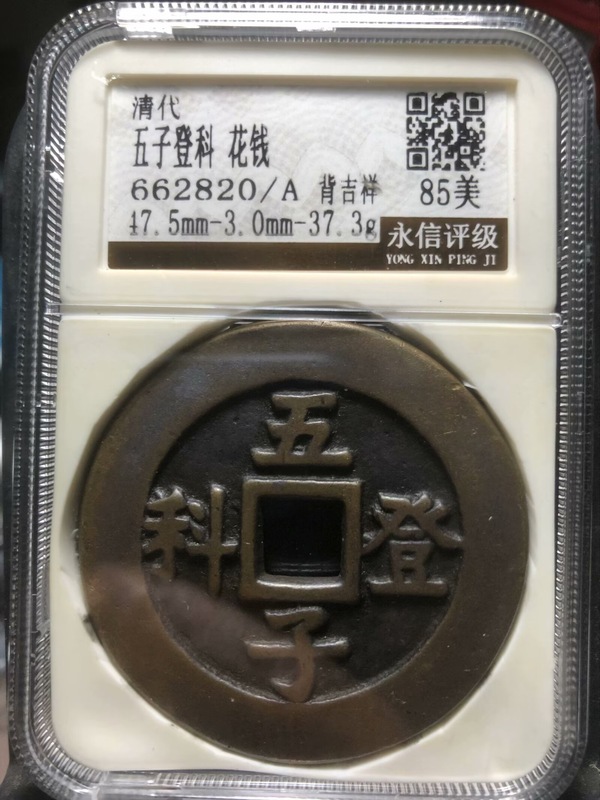 清代
五子登科 花钱
662820/A 背吉祥 85美
47.5mm-3.0mm-37.3g
永信评级
YONG XIN PING JI
五
子
登
科